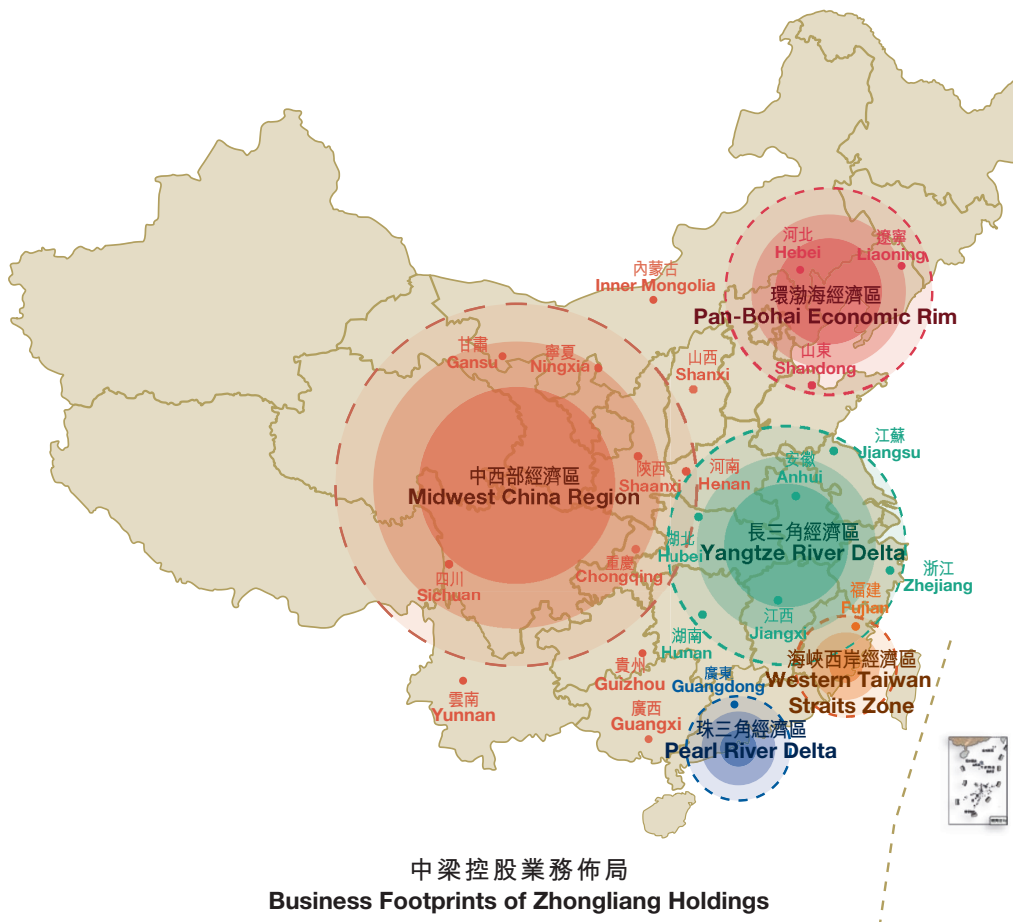 河北
Hebei
遼寧
Liaoning
內蒙古
Inner Mongolia
環渤海經濟區
Pan-Bohai Economic Rim
甘肅
Gansu
寧夏
Ningxia
山西
Shanxi
山東
Shandong
江蘇
Jiangsu
安徽
Anhui
陝西
Shaanxi
河南
Henan
中西部經濟區
Midwest China Region
長三角經濟區
Yangtze River Delta
湖北
Hubei
重慶
Chongqing
四川
Sichuan
浙江
Zhejiang
福建
Fujian
江西
Jiangxi
湖南
Hunan
海峽西岸經濟區
Western Taiwan
Straits Zone
貴州
Guizhou
廣東
Guangdong
雲南
Yunnan
廣西
Guangxi
珠三角經濟區
Pearl River Delta
中梁控股業務佈局
Business Footprints of Zhongliang Holdings